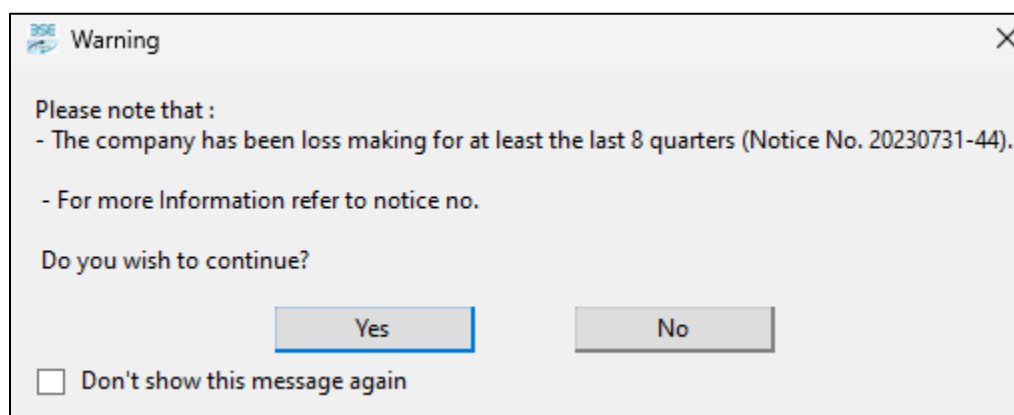 BSE
Warning
Please note that :
- The company has been loss making for at least the last 8 quarters (Notice No. 20230731-44).
- For more Information refer to notice no.
Do you wish to continue?
Yes
No
Don't show this message again